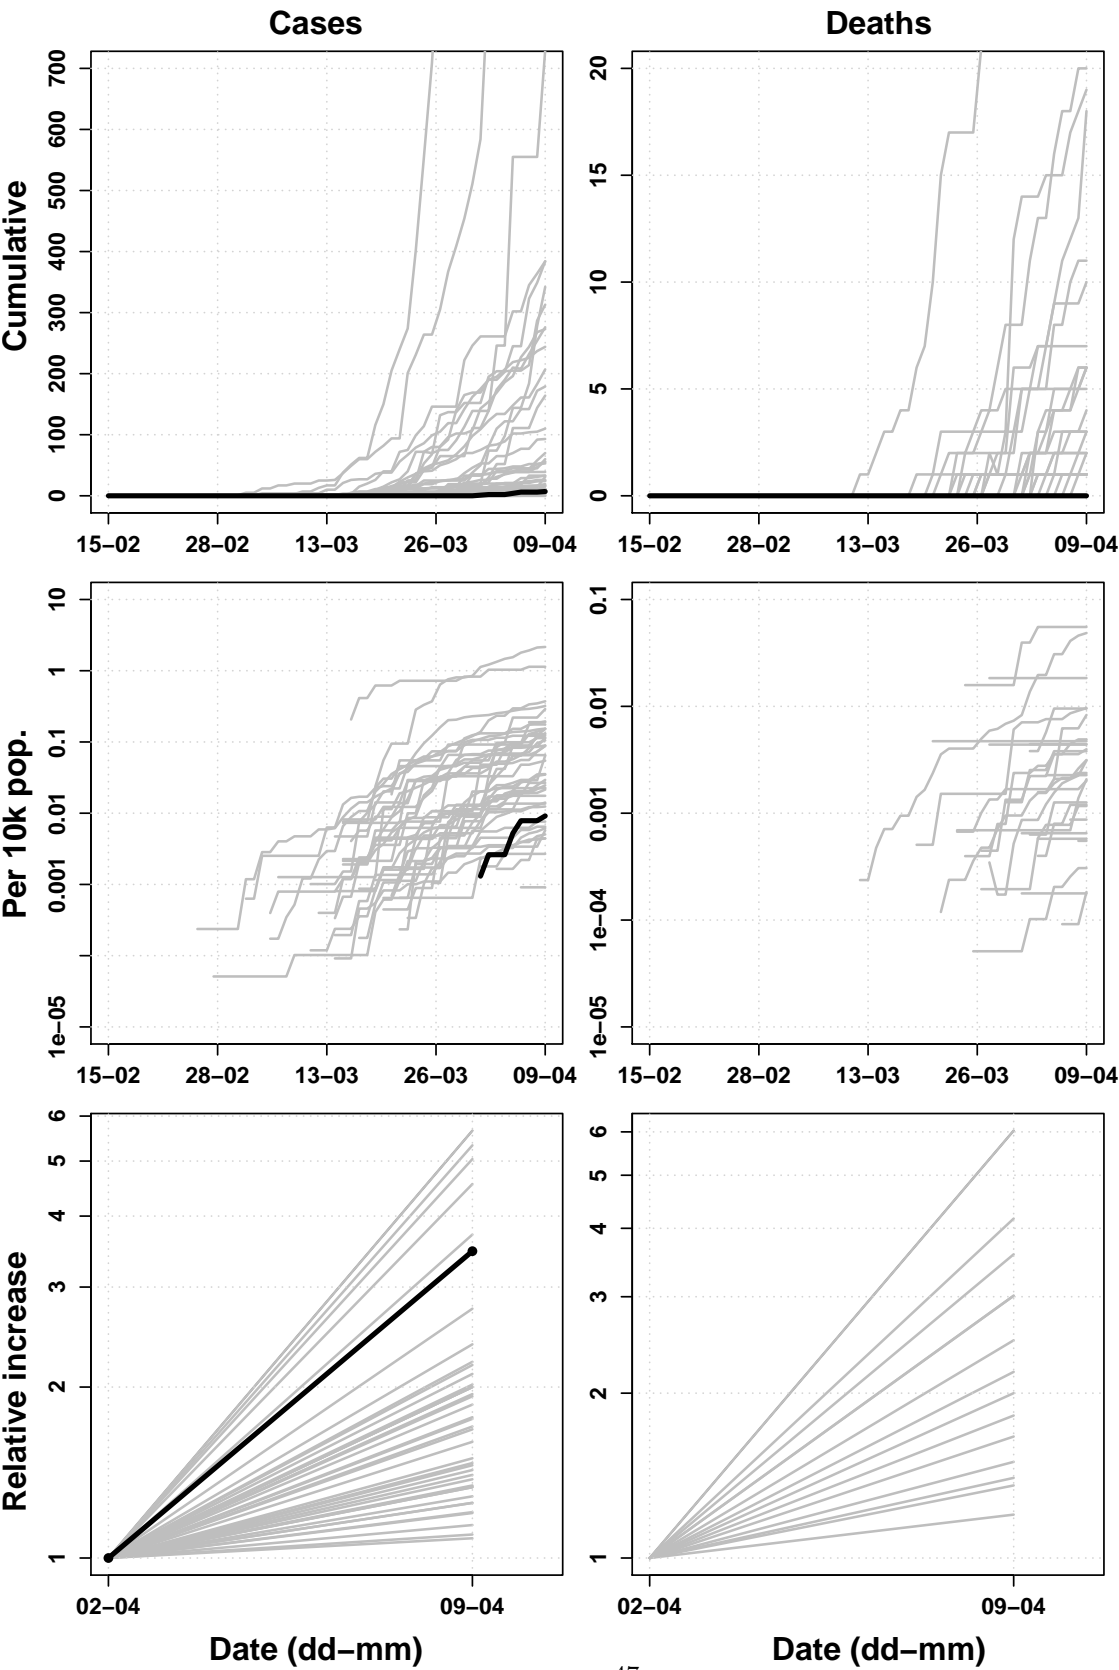 Cases
Deaths
Cumulative
700
600
500
400
300
200
100
0
15–02 28–02 13–03 26–03 09–04
20
15
10
5
0
15–02 28–02 13–03 26–03 09–04
Per 10k pop.
10
1
0.1
0.01
0.001
1e–05
15–02 28–02 13–03 26–03 09–04
0.1
0.01
0.001
1e–04
1e–05
15–02 28–02 13–03 26–03 09–04
Relative increase
6
5
4
3
2
1
02–04 09–04
Date (dd–mm)
6
5
4
3
2
1
02–04 09–04
Date (dd–mm)